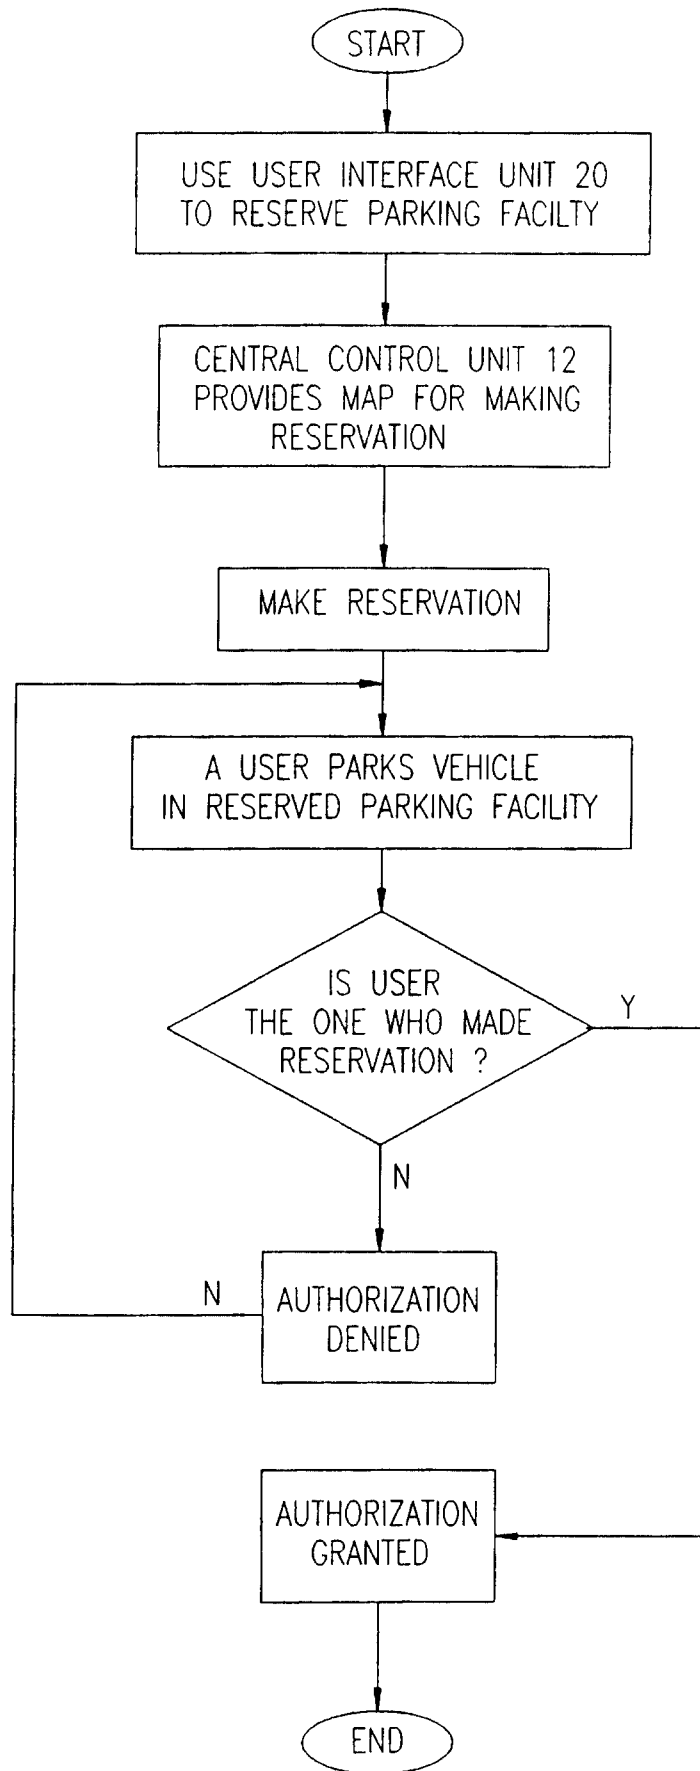 START
USE USER INTERFACE UNIT 20
TO RESERVE PARKING FACILTY
CENTRAL CONTROL UNIT 12
PROVIDES MAP FOR MAKING
RESERVATION
MAKE RESERVATION
A USER PARKS VEHICLE
IN RESERVED PARKING FACILITY
IS USER
THE ONE WHO MADE
RESERVATION ?
Y
N
AUTHORIZATION
DENIED
N
AUTHORIZATION
GRANTED
END